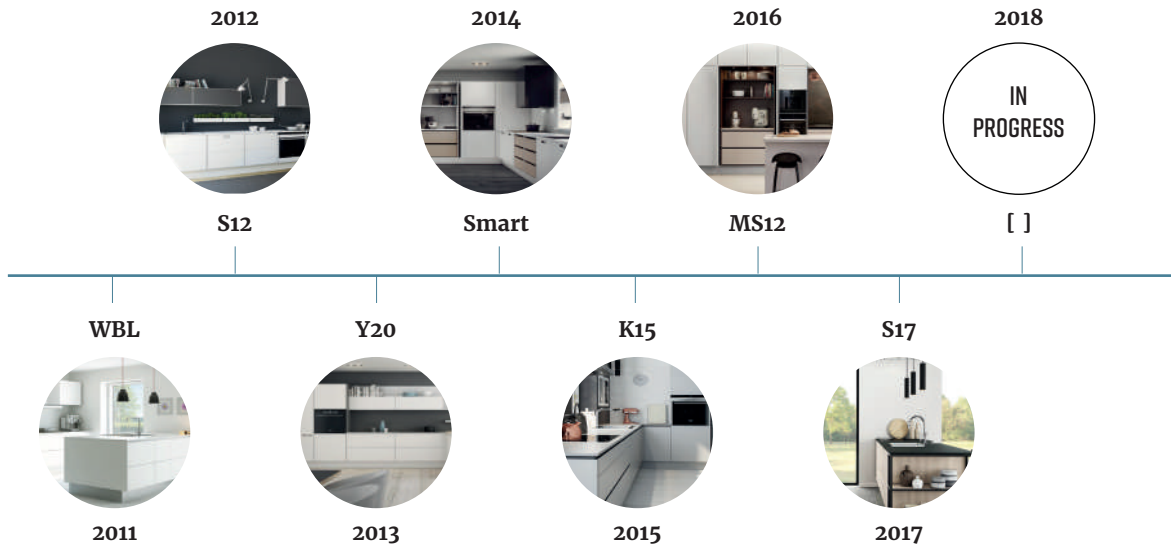 2012
2014
2016
2018
IN
PROGRESS
S12
Smart
MS12
[ ]
WBL
Y20
K15
S17
2011
2013
2015
2017